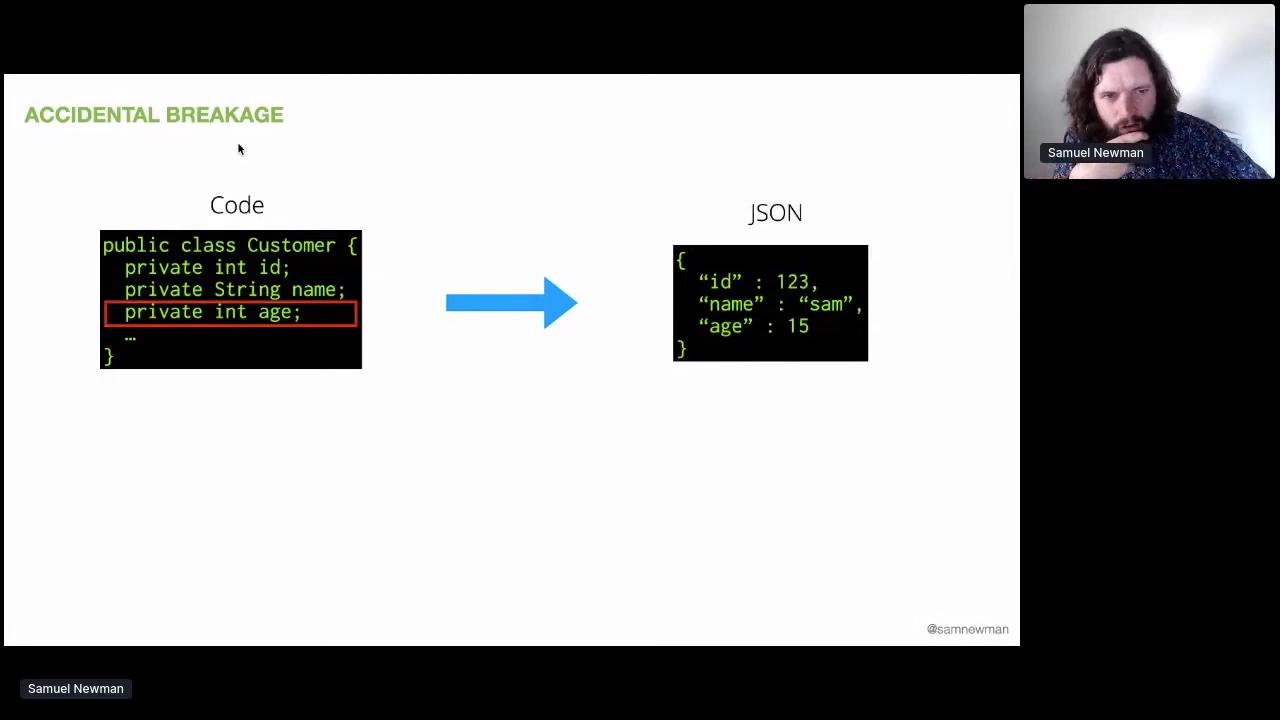 ACCIDENTAL BREAKAGE
Code
public class Customer {
private int id;
private String name;
private int age;
…
}
JSON
{
“id” : 123,
“name” : “sam”,
“age” : 15
}
@samnewman
Samuel Newman
Samuel Newman